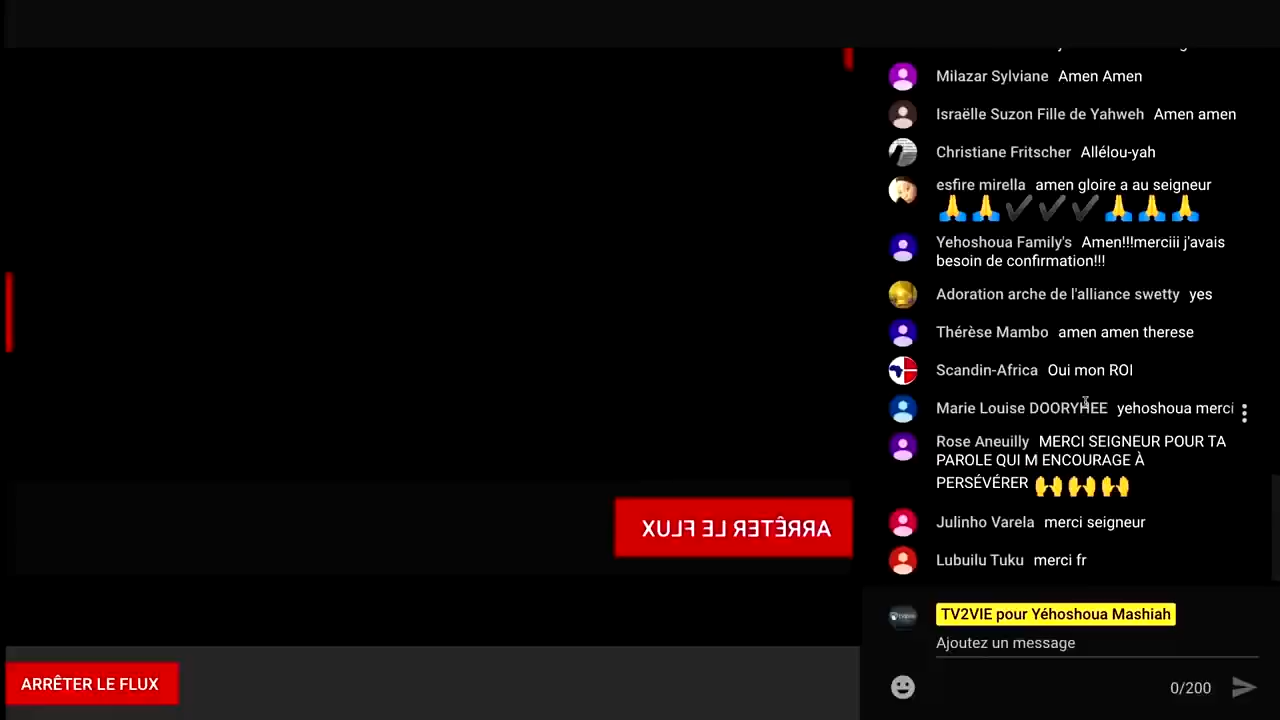 Milazar Sylviane Amen Amen
Israëlle Suzon Fille de Yahweh Amen amen
Christiane Fritscher Allélou-yah
esfire mirella amen gloire a au seigneur
🙏🙏✔✔✔🙏🙏🙏
Yehoshoua Family's Amen!!!merciii j'avais
besoin de confirmation!!!
Adoration arche de l'alliance swetty yes
Thérèse Mambo amen amen therese
Scandin-Africa Oui mon ROI
Marie Louise DOORYHEE yehoshoua merci
Rose Aneuilly MERCI SEIGNEUR POUR TA
PAROLE QUI M ENCOURAGE À
PERSÉVÉRER 🙌🙌🙌
Julinho Varela merci seigneur
Lubuilu Tuku merci fr
ARRÊTER LE FLUX
TV2VIE pour Yéhoshoua Mashiah
Ajoutez un message
0/200
ARRÊTER LE FLUX